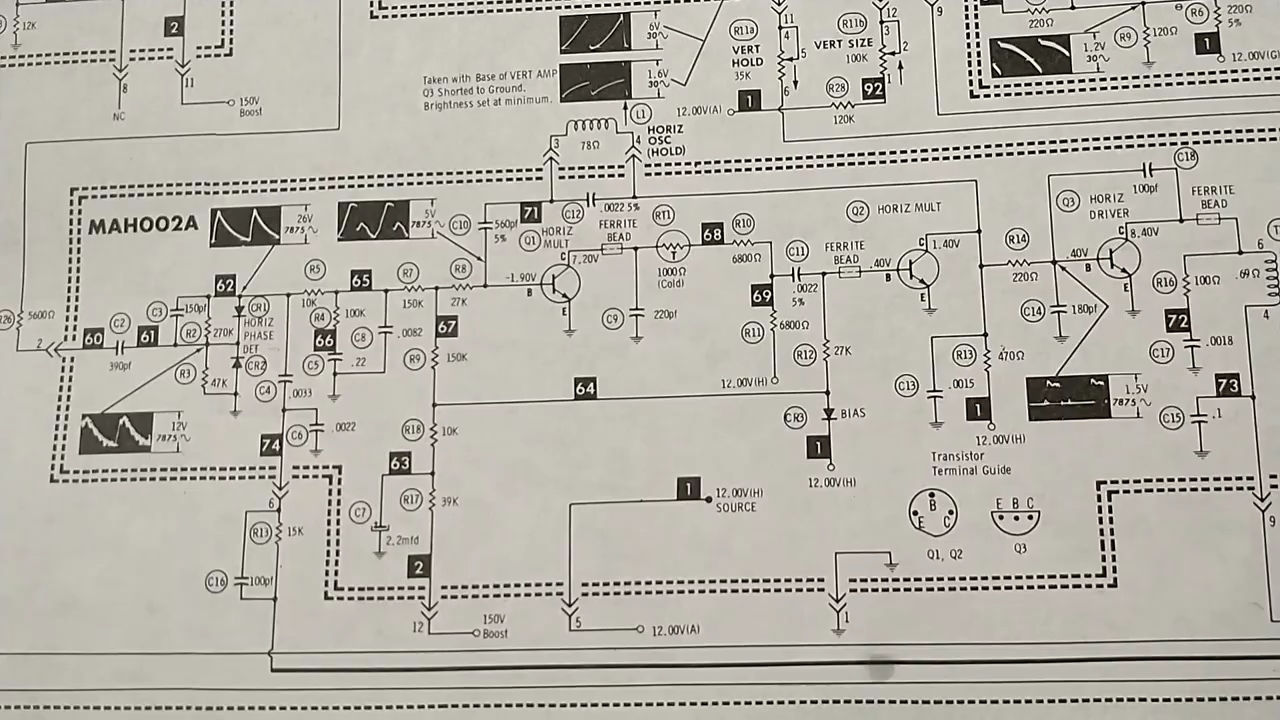 12K
2
8
NC
11
150V
Boost
Taken with Base of VERT AMP
Q3 Shorted to Ground.
Brightness set at minimum.
6V
30∿
1.6V
30∿
R11a
VERT
HOLD
35K
11
4
5
6
R11b
VERT SIZE
100K
12
3
2
1
9
12.00V(A)
1
R28
120K
92
220Ω
1.2V
30∿
R9
120Ω
R6
220Ω
5%
1
12.00V(G)
L1
HORIZ
OSC
(HOLD)
3
78Ω
4
MAH002A
26V
7875∿
5V
7875∿
C10
560pf
5%
71
C12
.0022 5%
Q1
HORIZ
MULT
FERRITE
BEAD
C
7.20V
-1.90V
B
E
RT1
T
1000Ω
(Cold)
68
R10
6800Ω
C9
220pf
C11
.0022
5%
69
R11
6800Ω
12.00V(H)
FERRITE
BEAD
.40V
B
Q2
HORIZ MULT
C
1.40V
E
R12
27K
R14
220Ω
Q3
HORIZ
DRIVER
C18
100pf
FERRITE
BEAD
C
8.40V
.40V
B
E
C14
180pf
R16
100Ω
6
.69Ω
4
72
C17
.0018
73
C15
.1
1.5V
7875∿
R13
470Ω
C13
.0015
1
12.00V(H)
62
R5
10K
65
R7
150K
R8
27K
R26
5600Ω
2
60
C2
390pf
61
C3
150pf
R2
270K
CR1
HORIZ
PHASE
DET
CR2
R3
47K
R4
100K
66
C5
.22
C8
.0082
67
R9
150K
C4
.0033
12V
7875∿
74
C6
.0022
64
CR3
BIAS
1
12.00V(H)
R18
10K
63
R17
39K
C7
2.2mfd
2
1
12.00V(H)
SOURCE
Transistor
Terminal Guide
B
E C
Q1, Q2
E B C
Q3
6
R13
15K
C16
100pf
12
150V
Boost
5
12.00V(A)
1
9